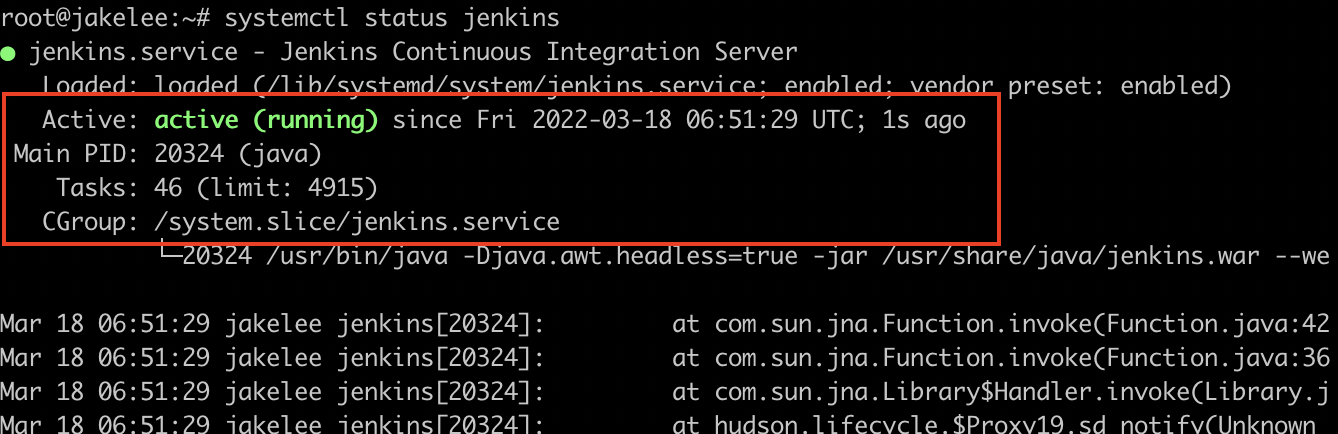 root@jakelee:~# systemctl status jenkins
● jenkins.service - Jenkins Continuous Integration Server
Loaded: loaded (/lib/systemd/system/jenkins.service; enabled; vendor preset: enabled)
Active: active (running) since Fri 2022-03-18 06:51:29 UTC; 1s ago
Main PID: 20324 (java)
Tasks: 46 (limit: 4915)
CGroup: /system.slice/jenkins.service
└─20324 /usr/bin/java -Djava.awt.headless=true -jar /usr/share/java/jenkins.war --we
Mar 18 06:51:29 jakelee jenkins[20324]:         at com.sun.jna.Function.invoke(Function.java:42
Mar 18 06:51:29 jakelee jenkins[20324]:         at com.sun.jna.Function.invoke(Function.java:36
Mar 18 06:51:29 jakelee jenkins[20324]:         at com.sun.jna.Library$Handler.invoke(Library.j
Mar 18 06:51:29 jakelee jenkins[20324]:         at hudson.lifecycle.$Proxy19.sd_notify(Unknown